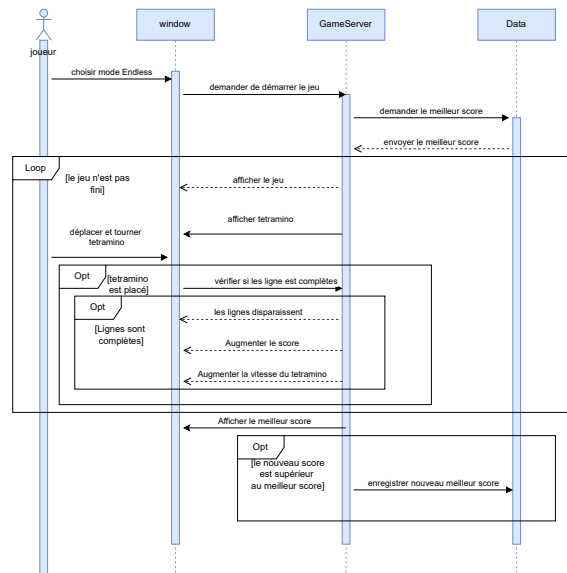 window
GameServer
Data
joueur
choisir mode Endless
demander de démarrer le jeu
demander le meilleur score
envoyer le meilleur score
Loop
[le jeu n'est pas
fini]
afficher le jeu
afficher tetramino
déplacer et tourner
tetramino
Opt
[tetramino
est placé]
vérifier si les ligne est complètes
Opt
[Lignes sont
complètes]
les lignes disparaissent
Augmenter le score
Augmenter la vitesse du tetramino
Afficher le meilleur score
Opt
[le nouveau score
est supérieur
au meilleur score]
enregistrer nouveau meilleur score